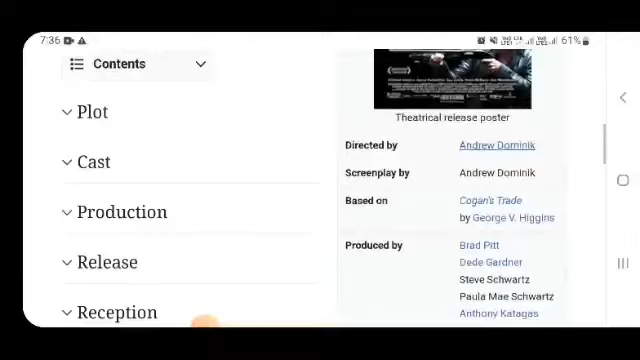 7:36
61%
Contents
Plot
Cast
Production
Release
Reception
Theatrical release poster
Directed by Andrew Dominik
Screenplay by Andrew Dominik
Based on Cogan's Trade
by George V. Higgins
Produced by Brad Pitt
Dede Gardner
Steve Schwartz
Paula Mae Schwartz
Anthony Katagas